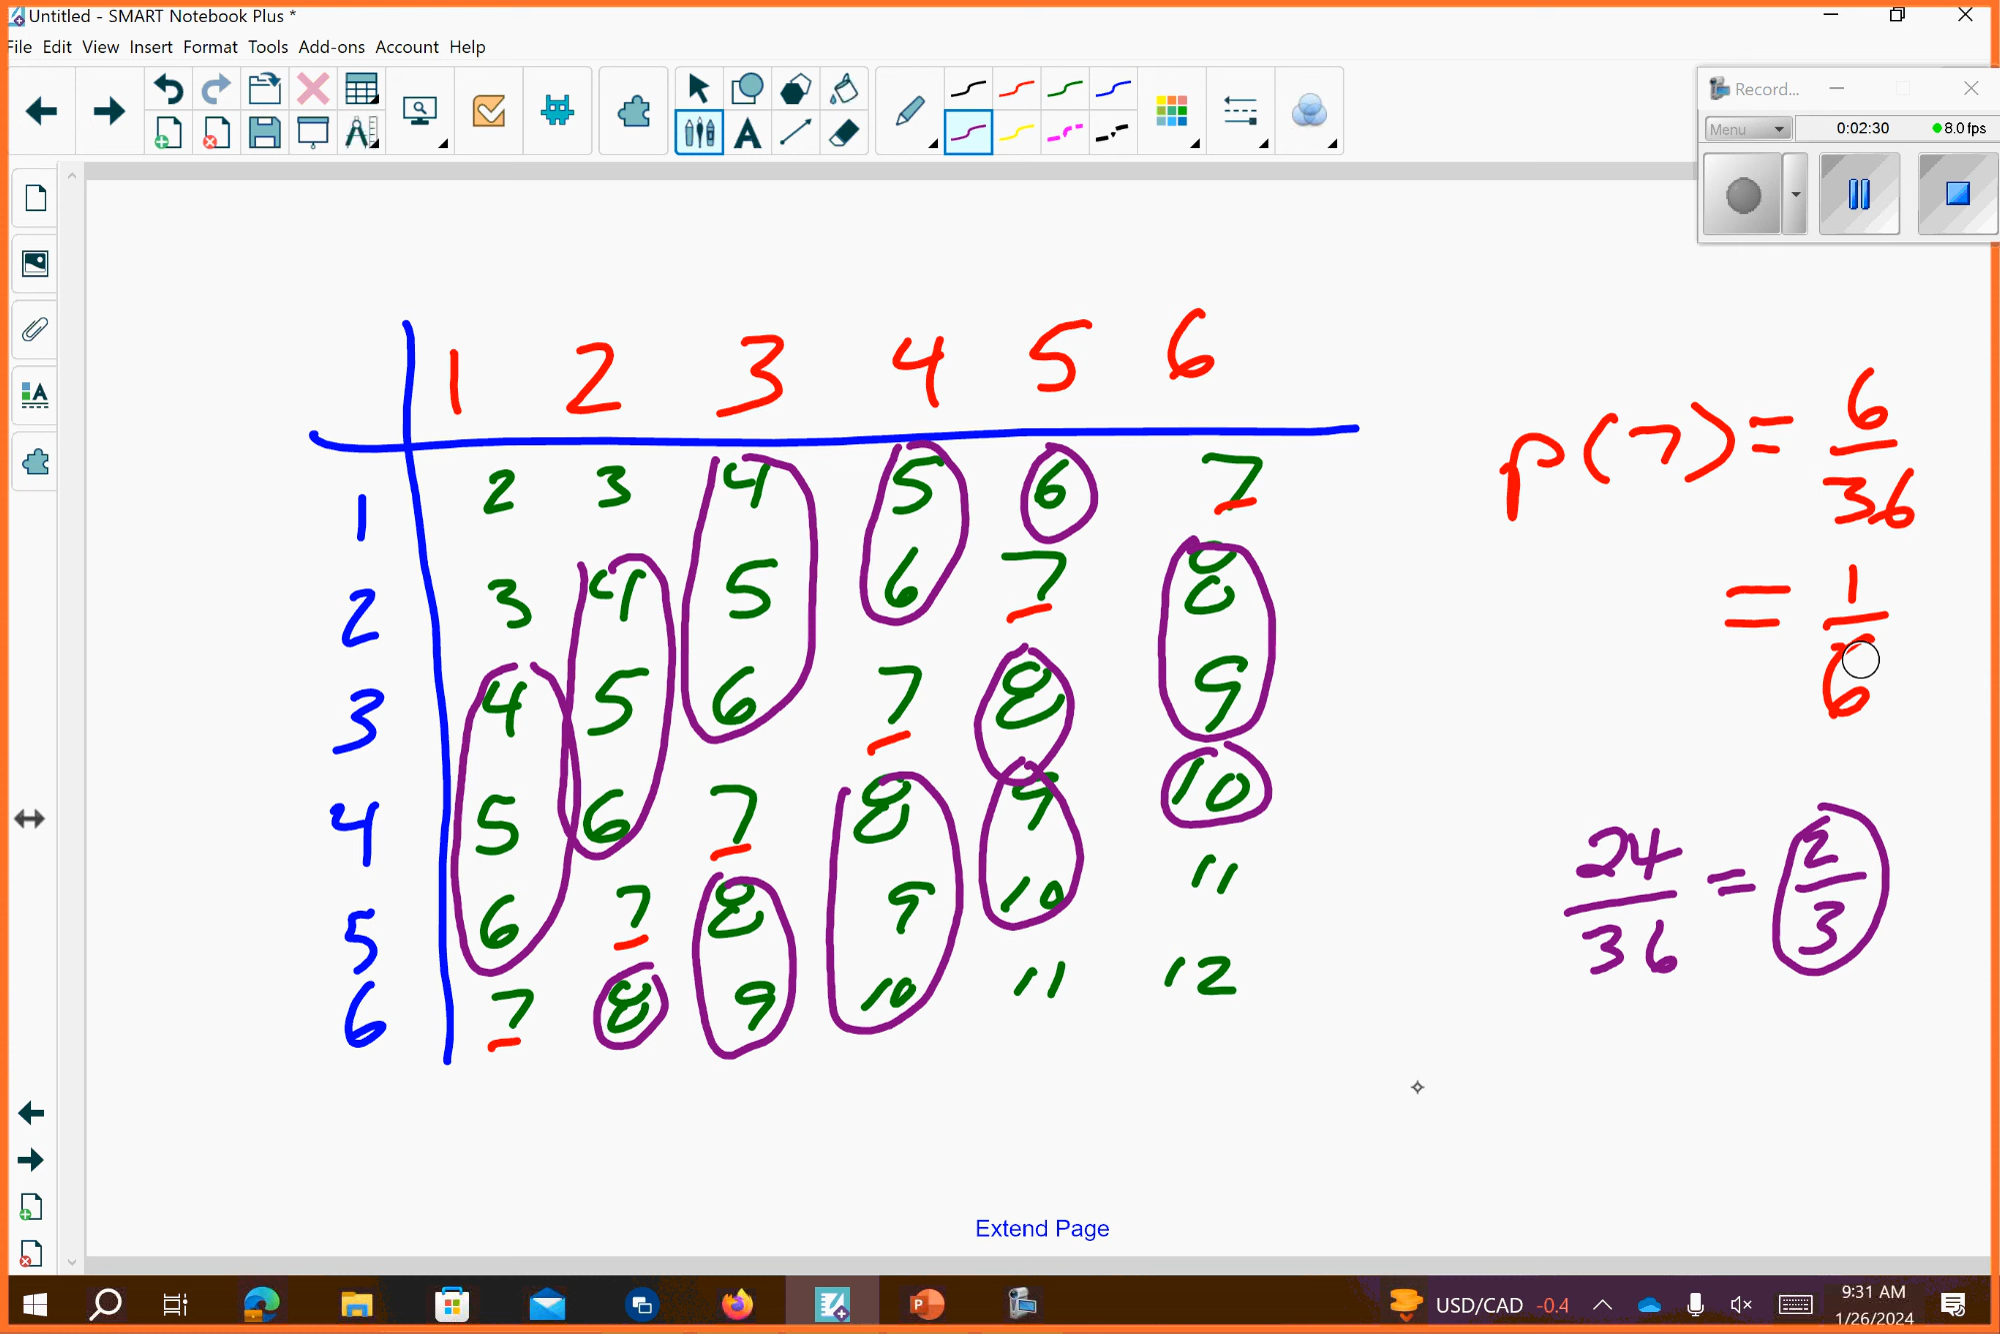 Untitled - SMART Notebook Plus *
File Edit View Insert Format Tools Add-ons Account Help
Record...
Menu 0:02:30 8.0 fps
1 2 3 4 5 6
1 2 3 4 5 6 7
2 3 4 5 6 7 8
3 4 5 6 7 8 9
4 5 6 7 8 9 10
5 6 7 8 9 10 11
6 7 8 9 10 11 12
P(7) = 6/36
= 1/6
24/36 = 2/3
Extend Page
USD/CAD -0.4
9:31 AM
1/26/2024